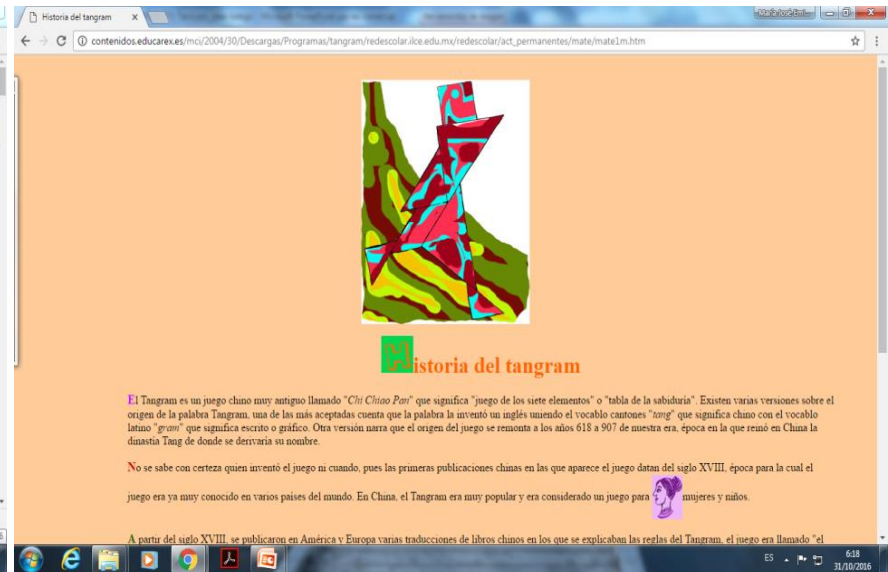 Historia del tangram
contenidos.educarex.es/mci/2004/30/Descargas/Programas/tangram/redescolar.ilce.edu.mx/redescolar/act_permanentes/mate/mate1m.htm
Historia del tangram
El Tangram es un juego chino muy antiguo llamado "Chi Chiao Pan" que significa "juego de los siete elementos" o "tabla de la sabiduría". Existen varias versiones sobre el
origen de la palabra Tangram, una de las más aceptadas cuenta que la palabra la inventó un inglés uniendo el vocablo cantones "tang" que significa chino con el vocablo
latino "gram" que significa escrito o gráfico. Otra versión narra que el origen del juego se remonta a los años 618 a 907 de nuestra era, época en la que reinó en China la
dinastía Tang de donde se derivaría su nombre.
No se sabe con certeza quien inventó el juego ni cuando, pues las primeras publicaciones chinas en las que aparece el juego datan del siglo XVIII, época para la cual el
juego era ya muy conocido en varios países del mundo. En China, el Tangram era muy popular y era considerado un juego para mujeres y niños.
A partir del siglo XVIII, se publicaron en América y Europa varias traducciones de libros chinos en los que se explicaban las reglas del Tangram, el juego era llamado "el
ES
6:18
31/10/2016